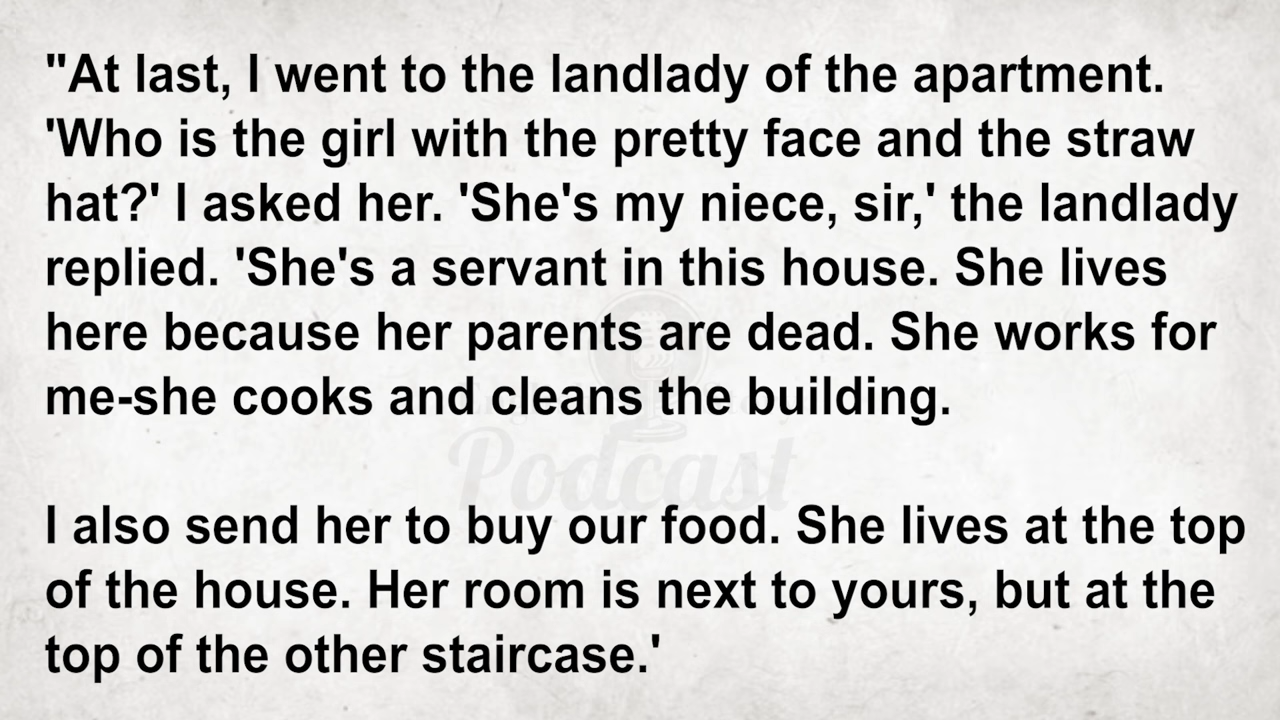 "At last, I went to the landlady of the apartment.
'Who is the girl with the pretty face and the straw
hat?' I asked her. 'She's my niece, sir,' the landlady
replied. 'She's a servant in this house. She lives
here because her parents are dead. She works for
me-she cooks and cleans the building.
Podcast
I also send her to buy our food. She lives at the top
of the house. Her room is next to yours, but at the
top of the other staircase.'